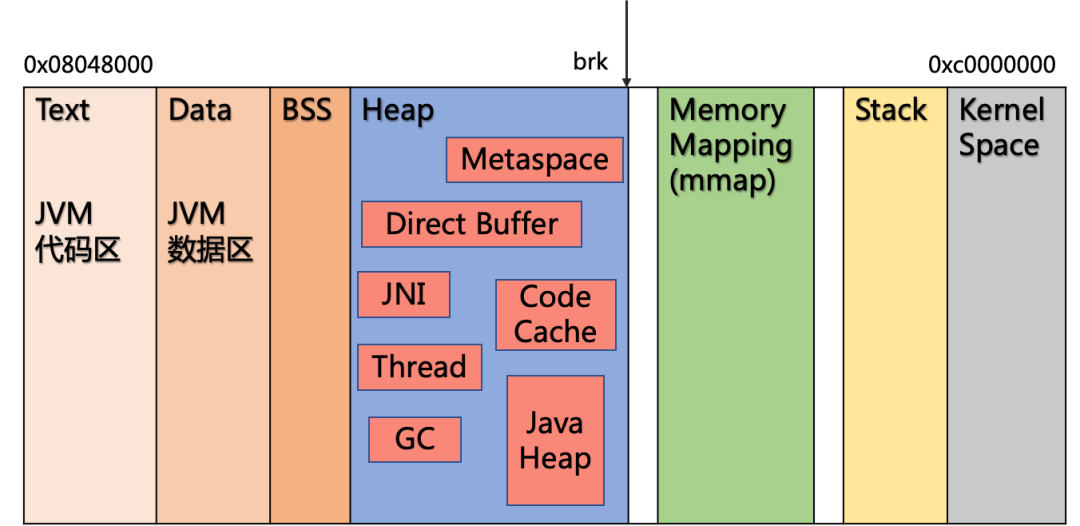 0x08048000
brk
0xc0000000
Text
Data
BSS
Heap
Memory
Mapping
(mmap)
Stack
Kernel
Space
JVM
代码区
JVM
数据区
Metaspace
Direct Buffer
JNI
Code
Cache
Thread
Java
Heap
GC